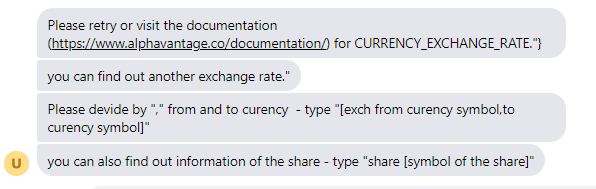 Please retry or visit the documentation
(https://www.alphavantage.co/documentation/) for CURRENCY_EXCHANGE_RATE."}
you can find out another exchange rate."
Please devide by "," from and to curency  - type "[exch from curency symbol,to
curency symbol]"
U
you can also find out information of the share - type "share [symbol of the share]"